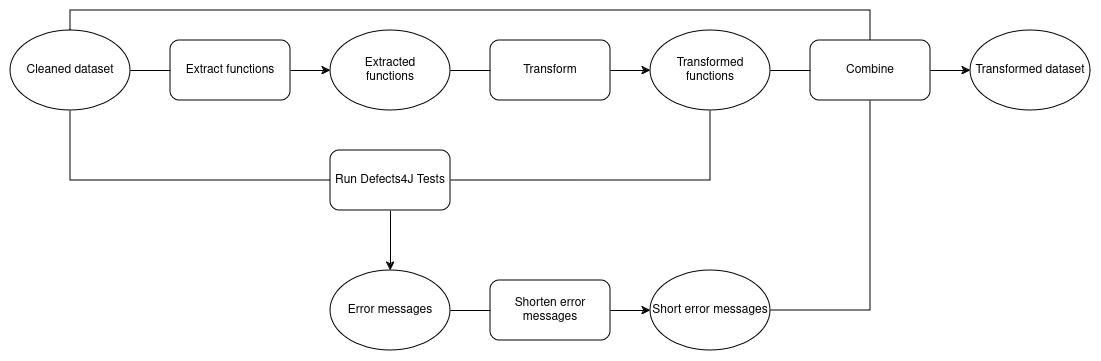 Cleaned dataset
Extract functions
Extracted
functions
Transform
Transformed
functions
Combine
Transformed dataset
Run Defects4J Tests
Error messages
Shorten error
messages
Short error messages